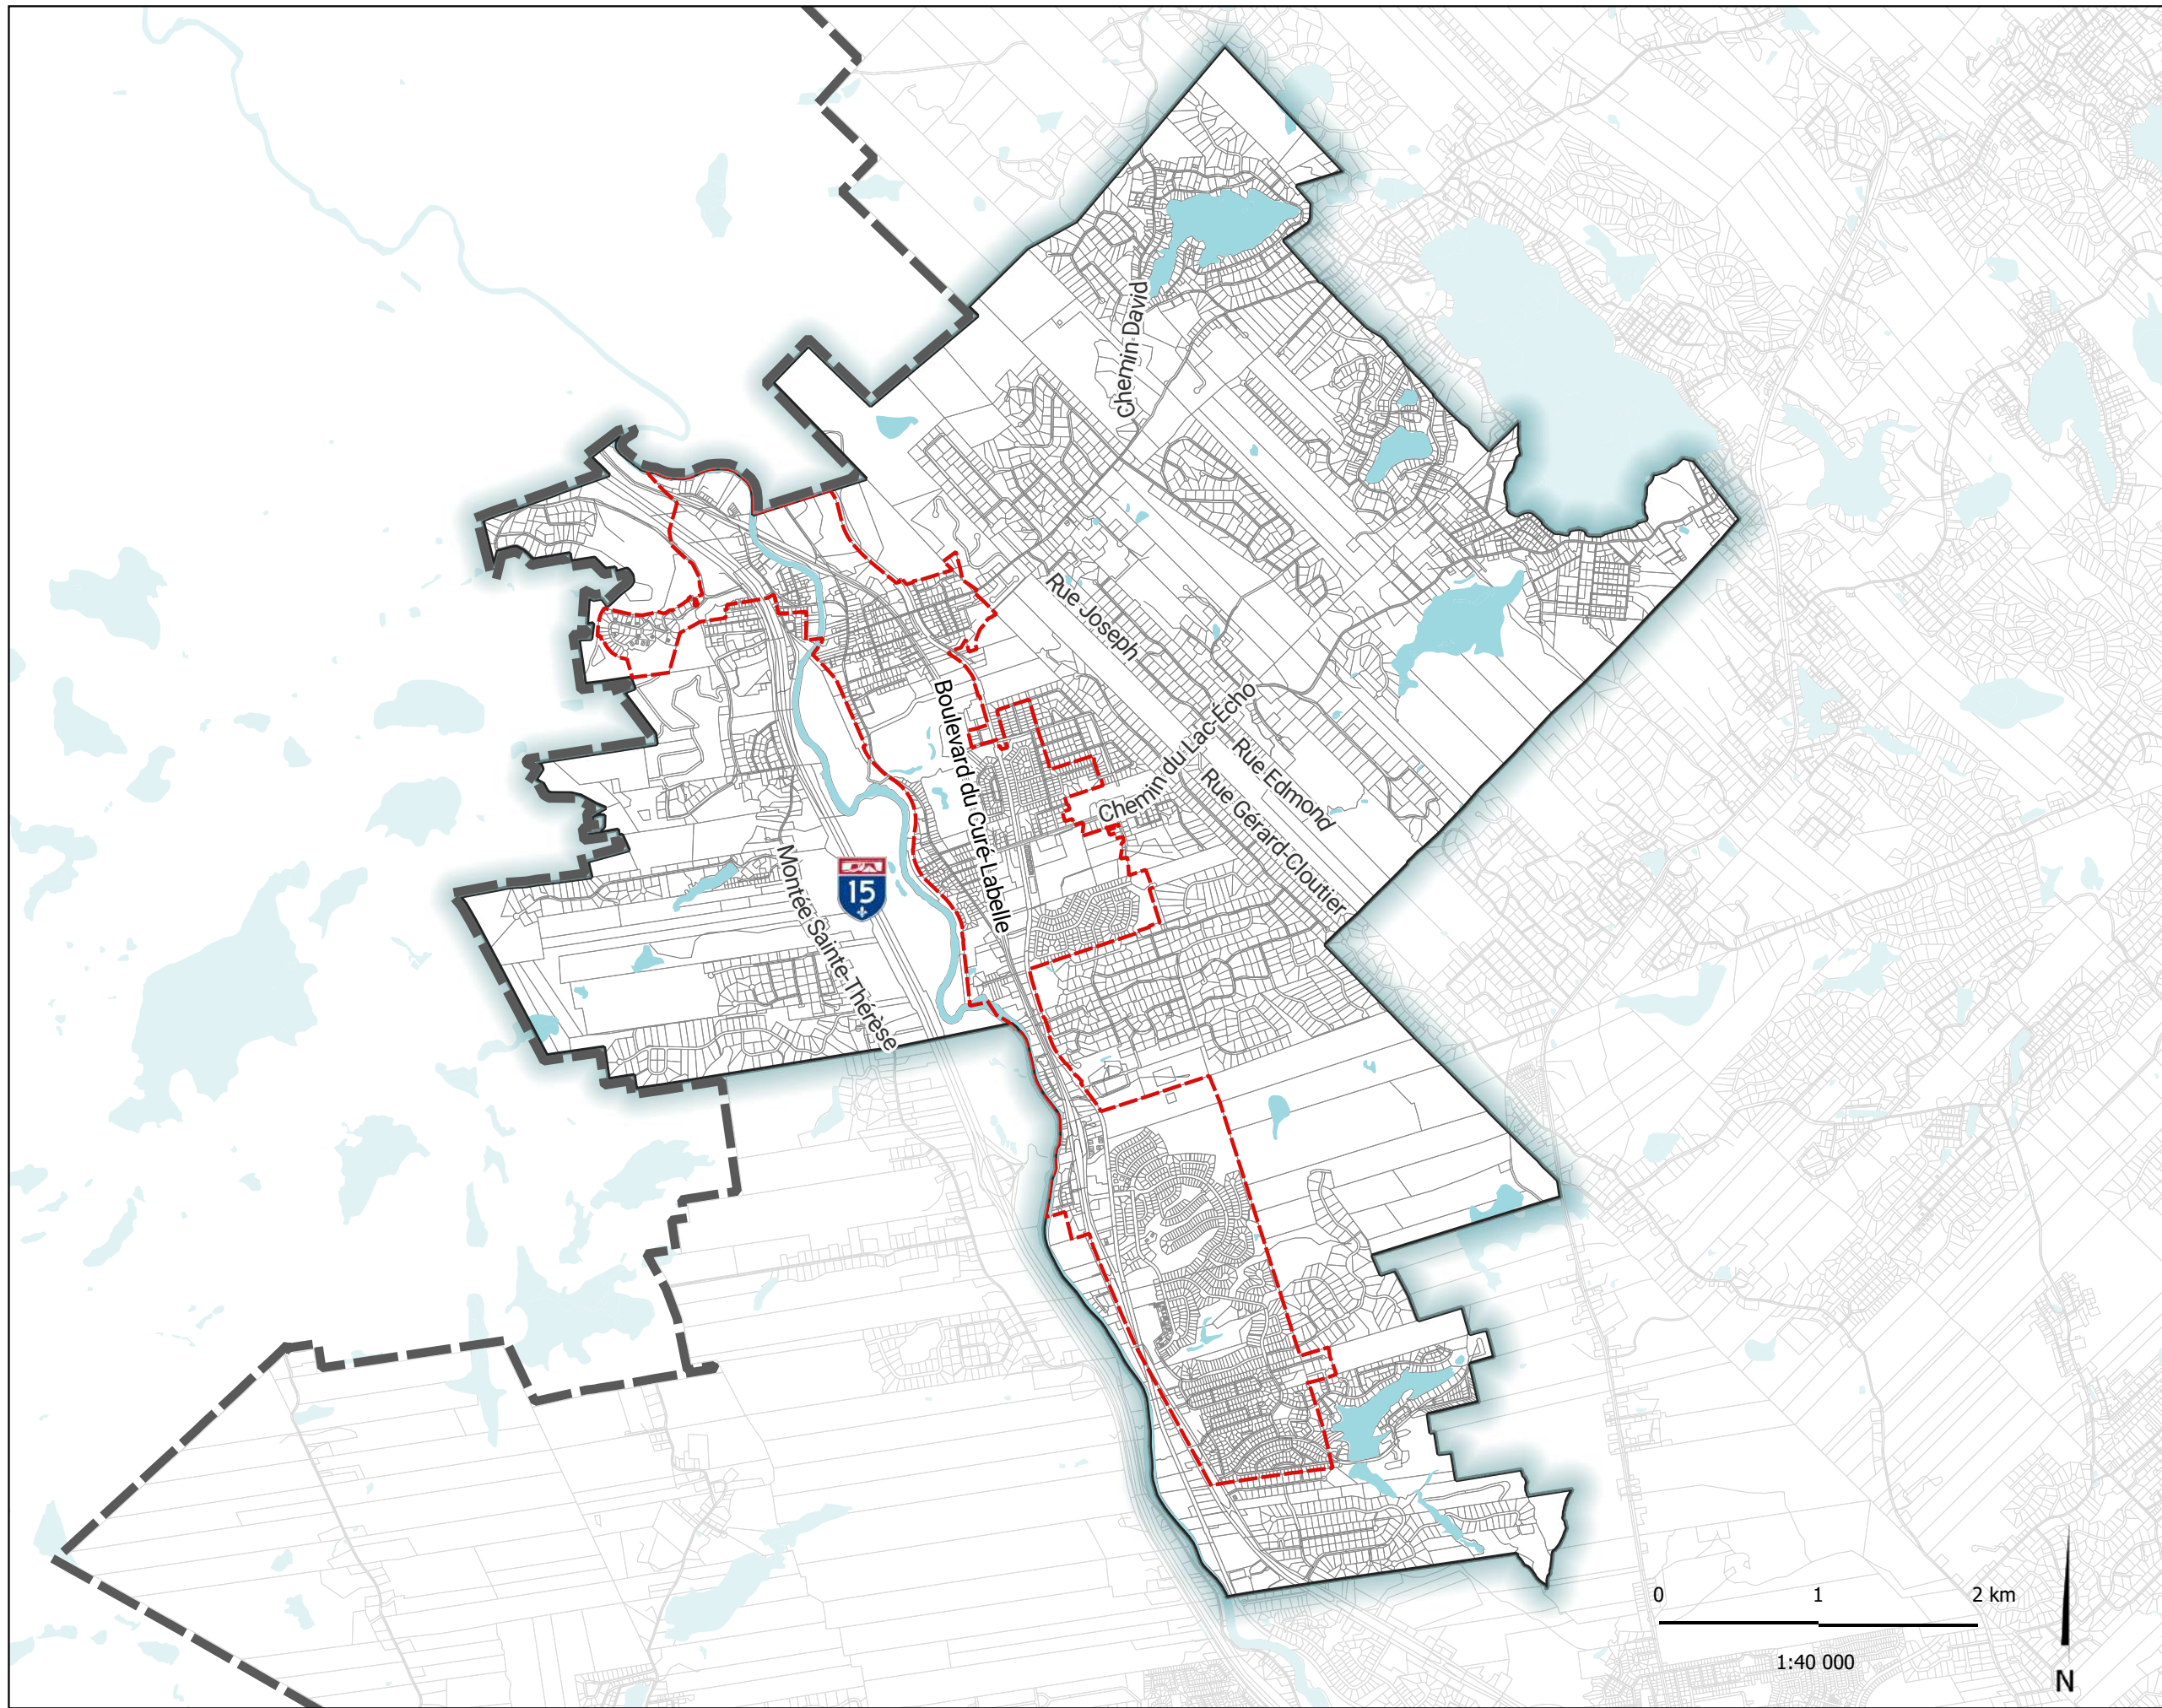 Chemin David
Rue Joseph
Boulevard du Curé-Labelle
Chemin du Lac-Écho
Rue Edmond
Rue Gérard-Cloutier
Montée Sainte-Thérèse
15
0 1 2 km
1:40 000
N